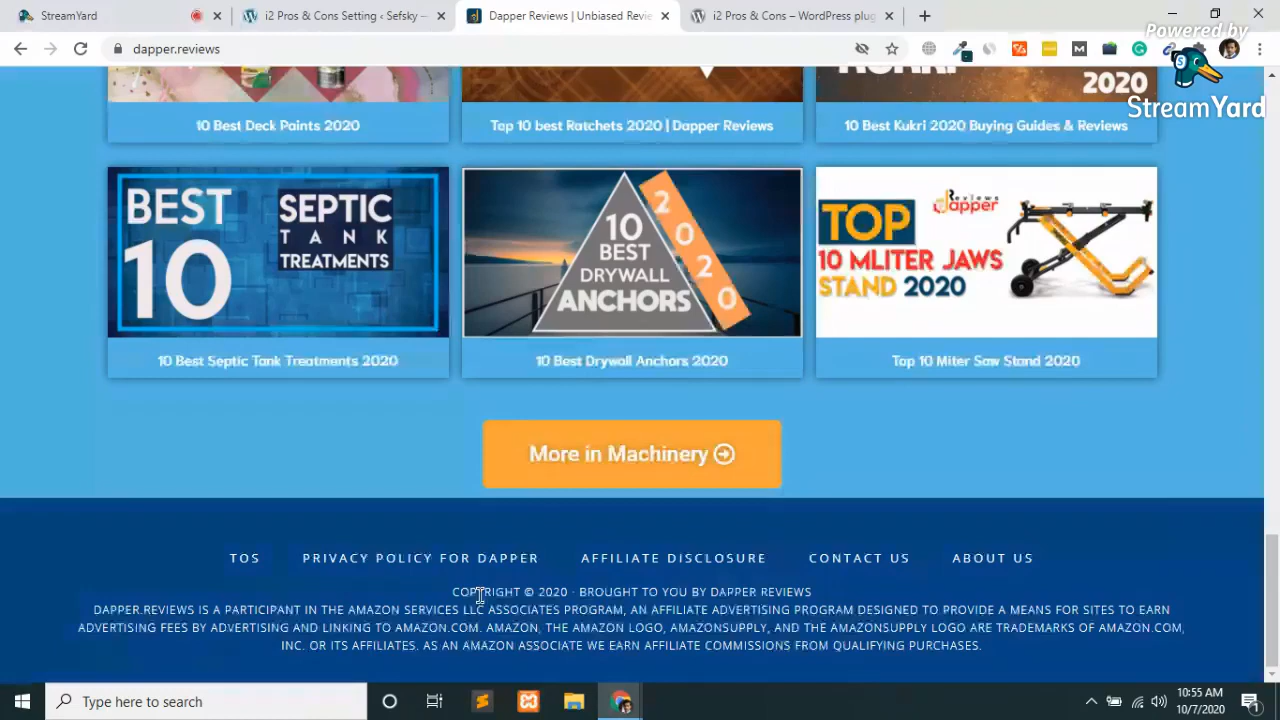 StreamYard
i2 Pros & Cons Setting ‹ Sefsky —
Dapper Reviews | Unbiased Revie
i2 Pros & Cons – WordPress plug
dapper.reviews
Powered by
StreamYard
2020
10 Best Deck Paints 2020
Top 10 best Ratchets 2020 | Dapper Reviews
10 Best Kukri 2020 Buying Guides & Reviews
BEST
10
SEPTIC
TANK
TREATMENTS
10
BEST
DRYWALL
ANCHORS
2020
Reviews
Dapper
TOP
10 MLITER JAWS
STAND 2020
10 Best Septic Tank Treatments 2020
10 Best Drywall Anchors 2020
Top 10 Miter Saw Stand 2020
More in Machinery
TOS
PRIVACY POLICY FOR DAPPER
AFFILIATE DISCLOSURE
CONTACT US
ABOUT US
COPYRIGHT © 2020 · BROUGHT TO YOU BY DAPPER REVIEWS
DAPPER.REVIEWS IS A PARTICIPANT IN THE AMAZON SERVICES LLC ASSOCIATES PROGRAM, AN AFFILIATE ADVERTISING PROGRAM DESIGNED TO PROVIDE A MEANS FOR SITES TO EARN
ADVERTISING FEES BY ADVERTISING AND LINKING TO AMAZON.COM. AMAZON, THE AMAZON LOGO, AMAZONSUPPLY, AND THE AMAZONSUPPLY LOGO ARE TRADEMARKS OF AMAZON.COM,
INC. OR ITS AFFILIATES. AS AN AMAZON ASSOCIATE WE EARN AFFILIATE COMMISSIONS FROM QUALIFYING PURCHASES.
Type here to search
10:55 AM
10/7/2020